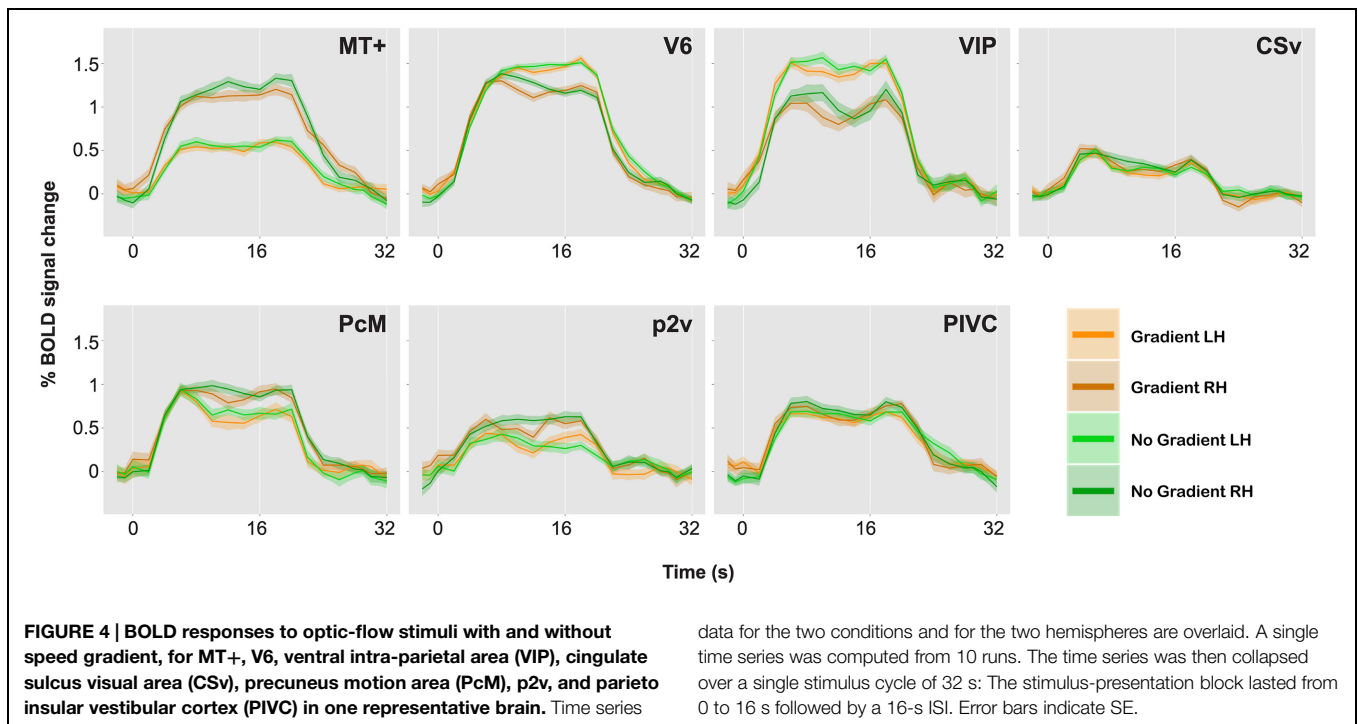 MT+
V6
VIP
CSv
1.5
1
0.5
0
0 16 32
0 16 32
0 16 32
0 16 32
% BOLD signal change
PcM
p2v
PIVC
1.5
1
0.5
0
0 16 32
0 16 32
0 16 32
Time (s)
Gradient LH
Gradient RH
No Gradient LH
No Gradient RH
FIGURE 4 | BOLD responses to optic-flow stimuli with and without
speed gradient, for MT+, V6, ventral intra-parietal area (VIP), cingulate
sulcus visual area (CSv), precuneus motion area (PcM), p2v, and parieto
insular vestibular cortex (PIVC) in one representative brain. Time series
data for the two conditions and for the two hemispheres are overlaid. A single
time series was computed from 10 runs. The time series was then collapsed
over a single stimulus cycle of 32 s: The stimulus-presentation block lasted from
0 to 16 s followed by a 16-s ISI. Error bars indicate SE.